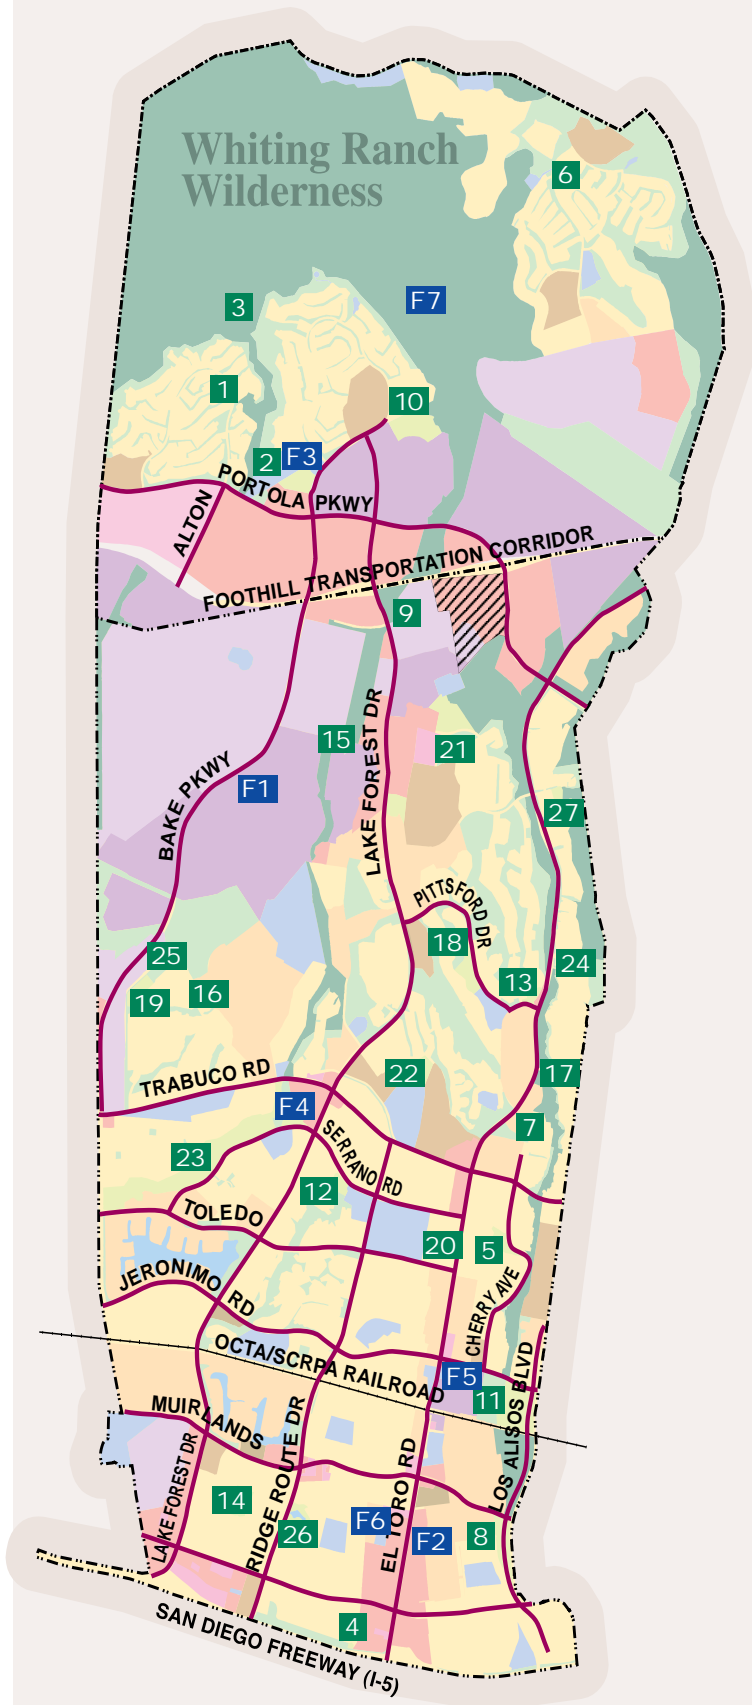 Whiting Ranch
Wilderness
6
3
F7
1
10
2
F3
PORTOLA PKWY
ALTON
FOOTHILL TRANSPORTATION CORRIDOR
9
LAKE FOREST DR
15
21
BAKE PKWY
F1
27
PITTSFORD DR
18
24
25
13
16
19
22
17
TRABUCO RD
F4
7
SERRANO RD
23
12
TOLEDO
20
5
JERONIMO RD
CHERRY AVE
OCTA/SCRPA RAILROAD
F5
11
LOS ALISOS BLVD
MUIRLANDS
RIDGE ROUTE DR
LAKE FOREST DR
EL TORO RD
14
26
F6
F2
8
4
SAN DIEGO FREEWAY (I-5)